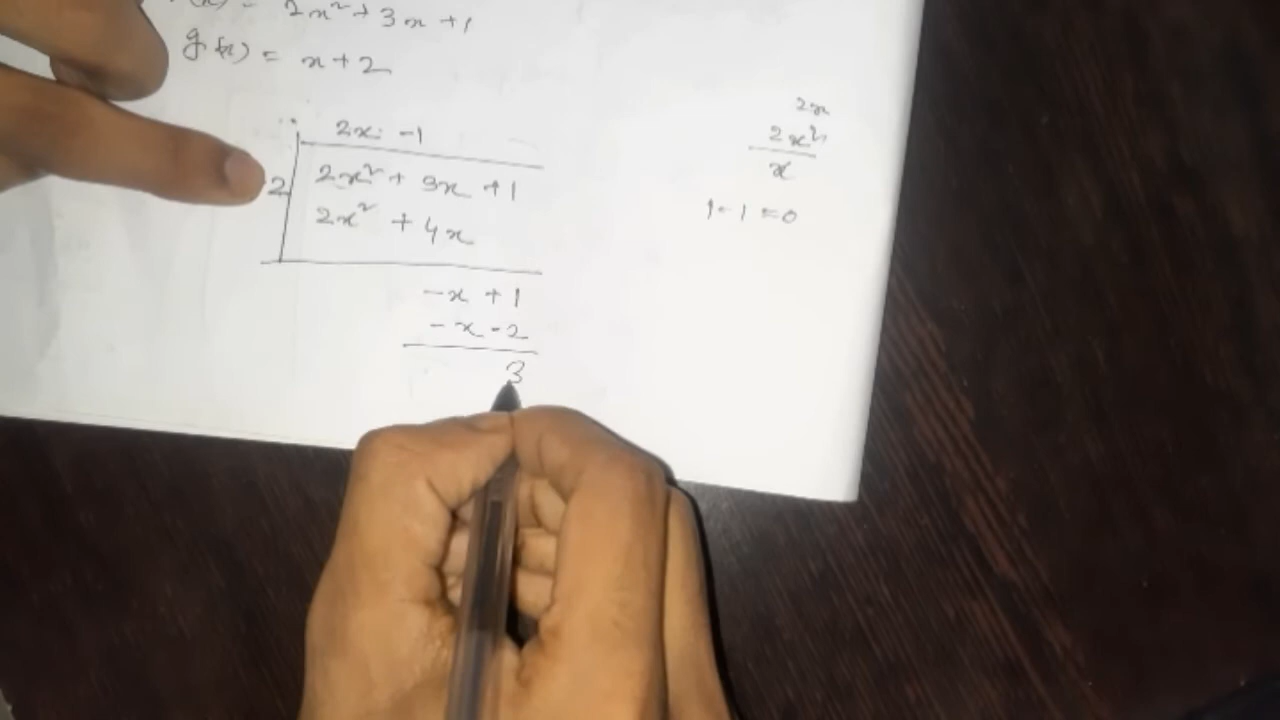 (x) = 2x² + 3x + 1
g(x) = x + 2
2x - 1
2 2x² + 3x + 1
2x² + 4x
-x + 1
-x - 2
3
2x
2x²
x
1 - 1 = 0